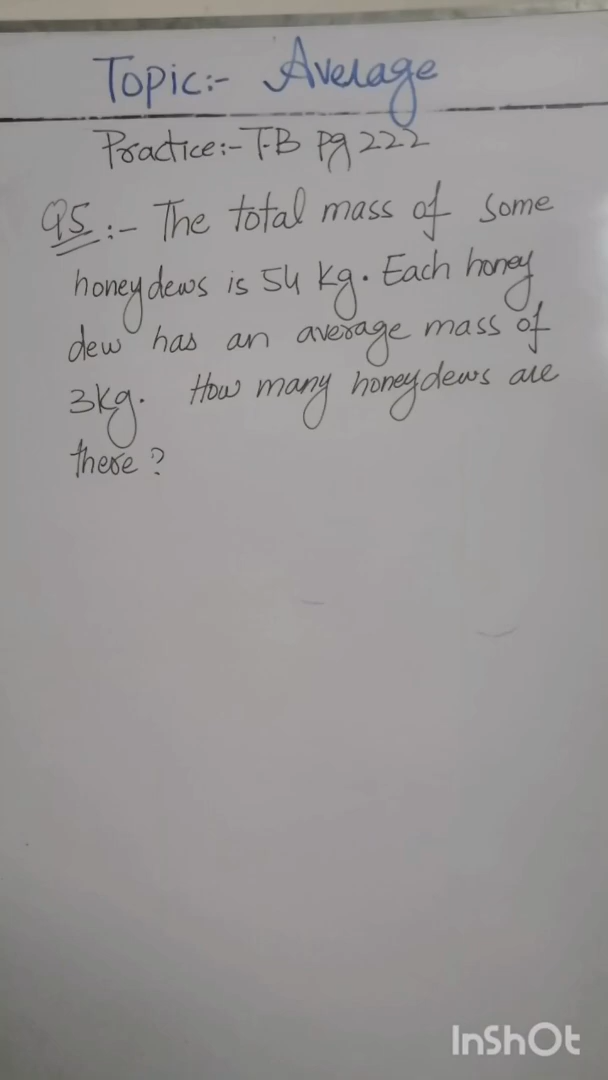 Topic:- Average
Practice:- T.B Pg 222
Q5:- The total mass of some
honeydews is 54 kg. Each honey
dew has an average mass of
3kg. How many honeydews are
there?
InShOt